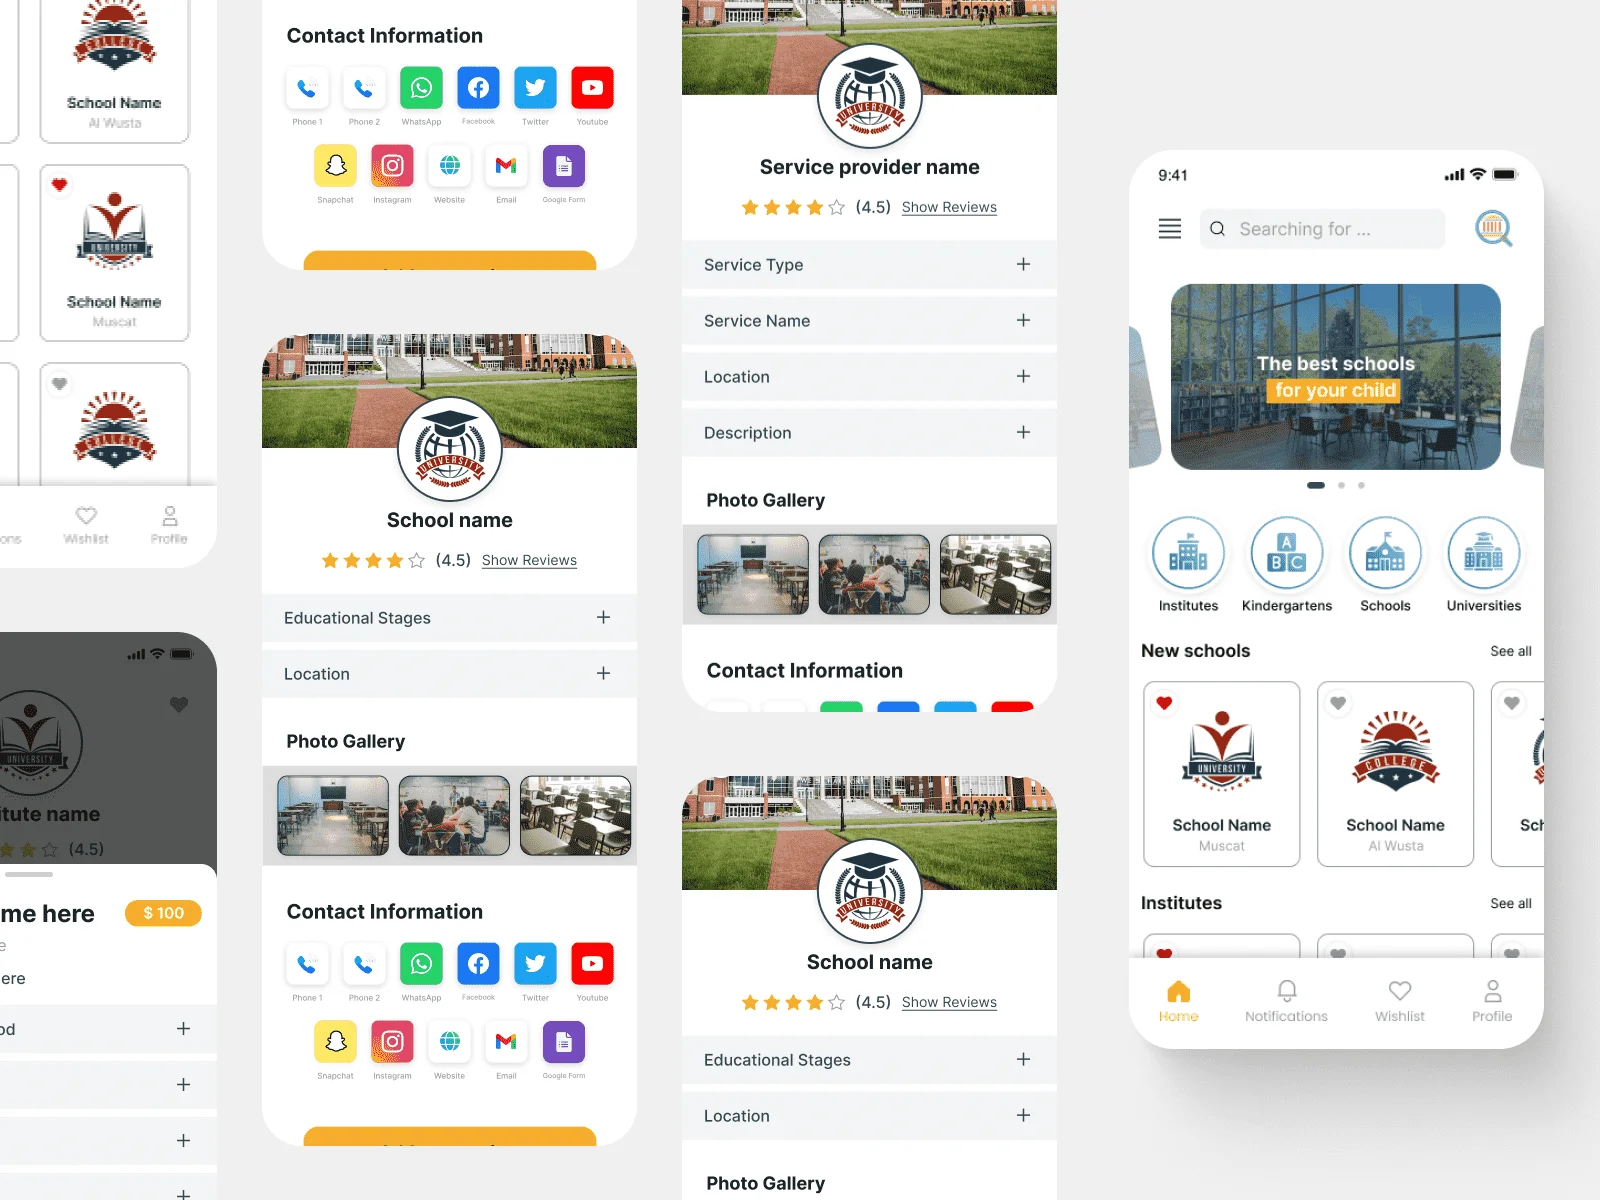 School Name
Al Wusta
UNIVERSITY
School Name
Muscat
COLLEGE
ons
Wishlist
Profile
UNIVERSITY
itute name
(4.5)
me here
$ 100
e
ere
od
Contact Information
Phone 1
Phone 2
WhatsApp
Facebook
Twitter
Youtube
Snapchat
Instagram
Website
Email
Google Form
UNIVERSITY
School name
(4.5) Show Reviews
Educational Stages
Location
Photo Gallery
Contact Information
Phone 1
Phone 2
WhatsApp
Facebook
Twitter
Youtube
Snapchat
Instagram
Website
Email
Google Form
UNIVERSITY
Service provider name
(4.5) Show Reviews
Service Type
Service Name
Location
Description
Photo Gallery
Contact Information
UNIVERSITY
School name
(4.5) Show Reviews
Educational Stages
Location
Photo Gallery
9:41
Searching for ...
The best schools
for your child
A
B C
Institutes
Kindergartens
Schools
Universities
New schools
See all
UNIVERSITY
School Name
Muscat
COLLEGE
School Name
Al Wusta
Sch
Institutes
See all
Home
Notifications
Wishlist
Profile